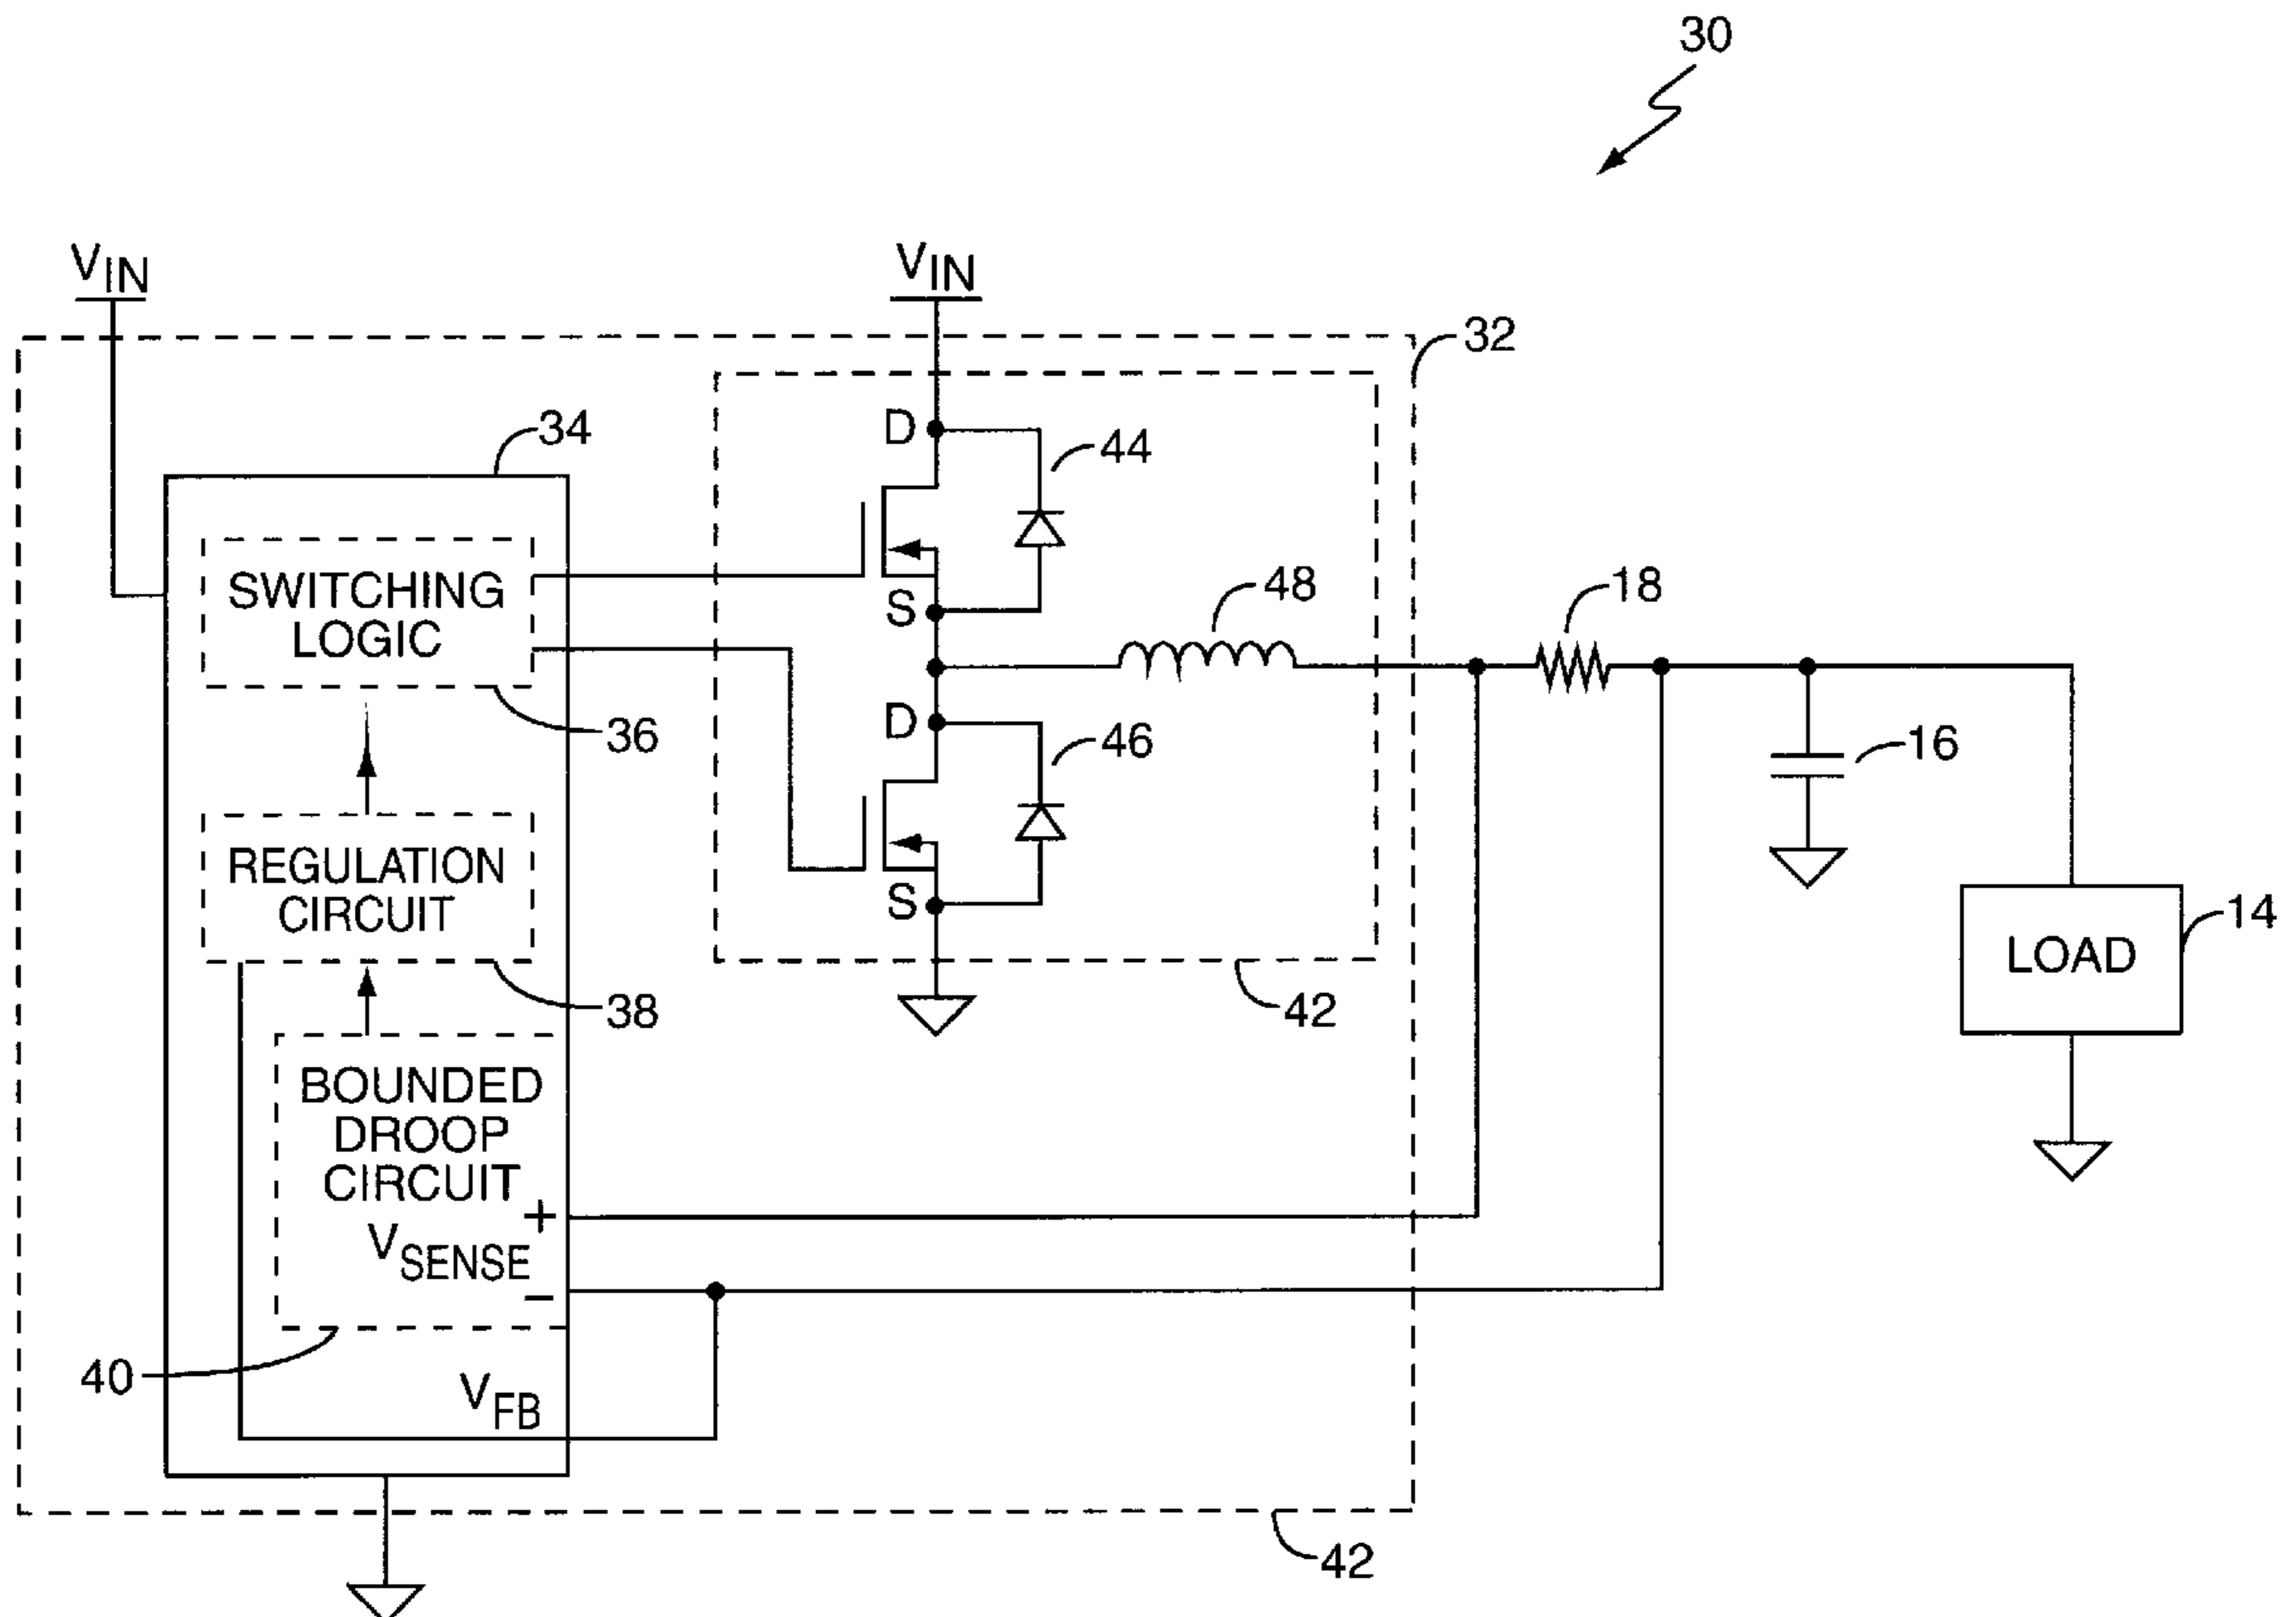 30
VIN
VIN
32
34
D
44
SWITCHING
LOGIC
S
48
18
36
D
46
16
REGULATION
CIRCUIT
S
14
LOAD
38
42
BOUNDED
DROOP
CIRCUIT
+
VSENSE
−
40
VFB
42